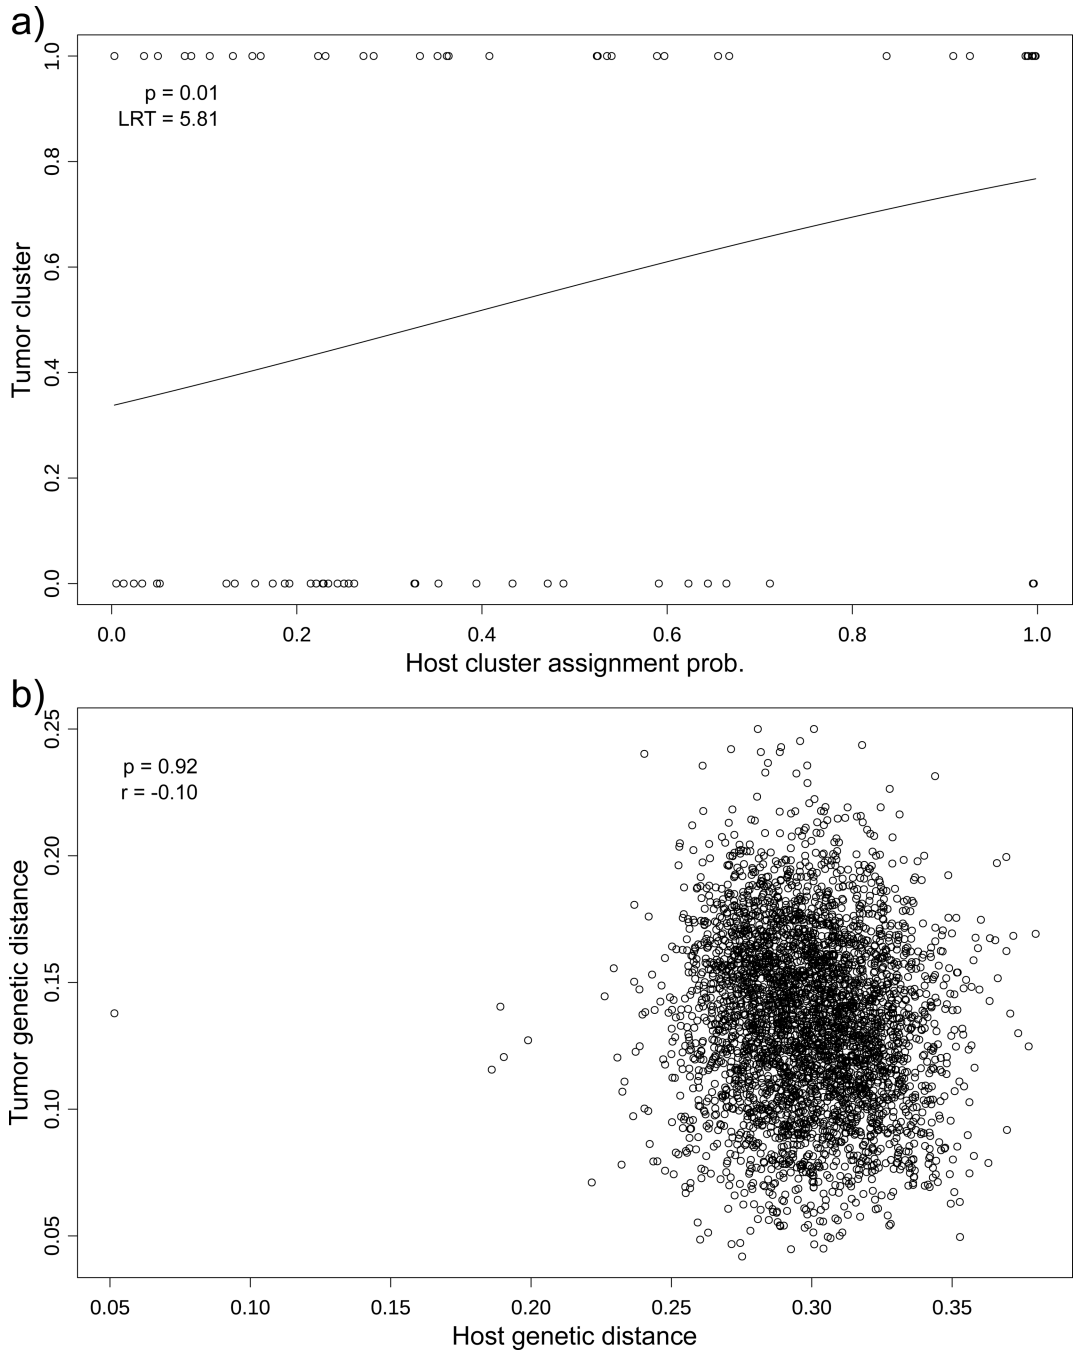 a)
1.0
0.8
0.6
0.4
0.2
0.0
Tumor cluster
p = 0.01
LRT = 5.81
0.0 0.2 0.4 0.6 0.8 1.0
Host cluster assignment prob.
b)
0.25
0.20
0.15
0.10
0.05
Tumor genetic distance
p = 0.92
r = -0.10
0.05 0.10 0.15 0.20 0.25 0.30 0.35
Host genetic distance